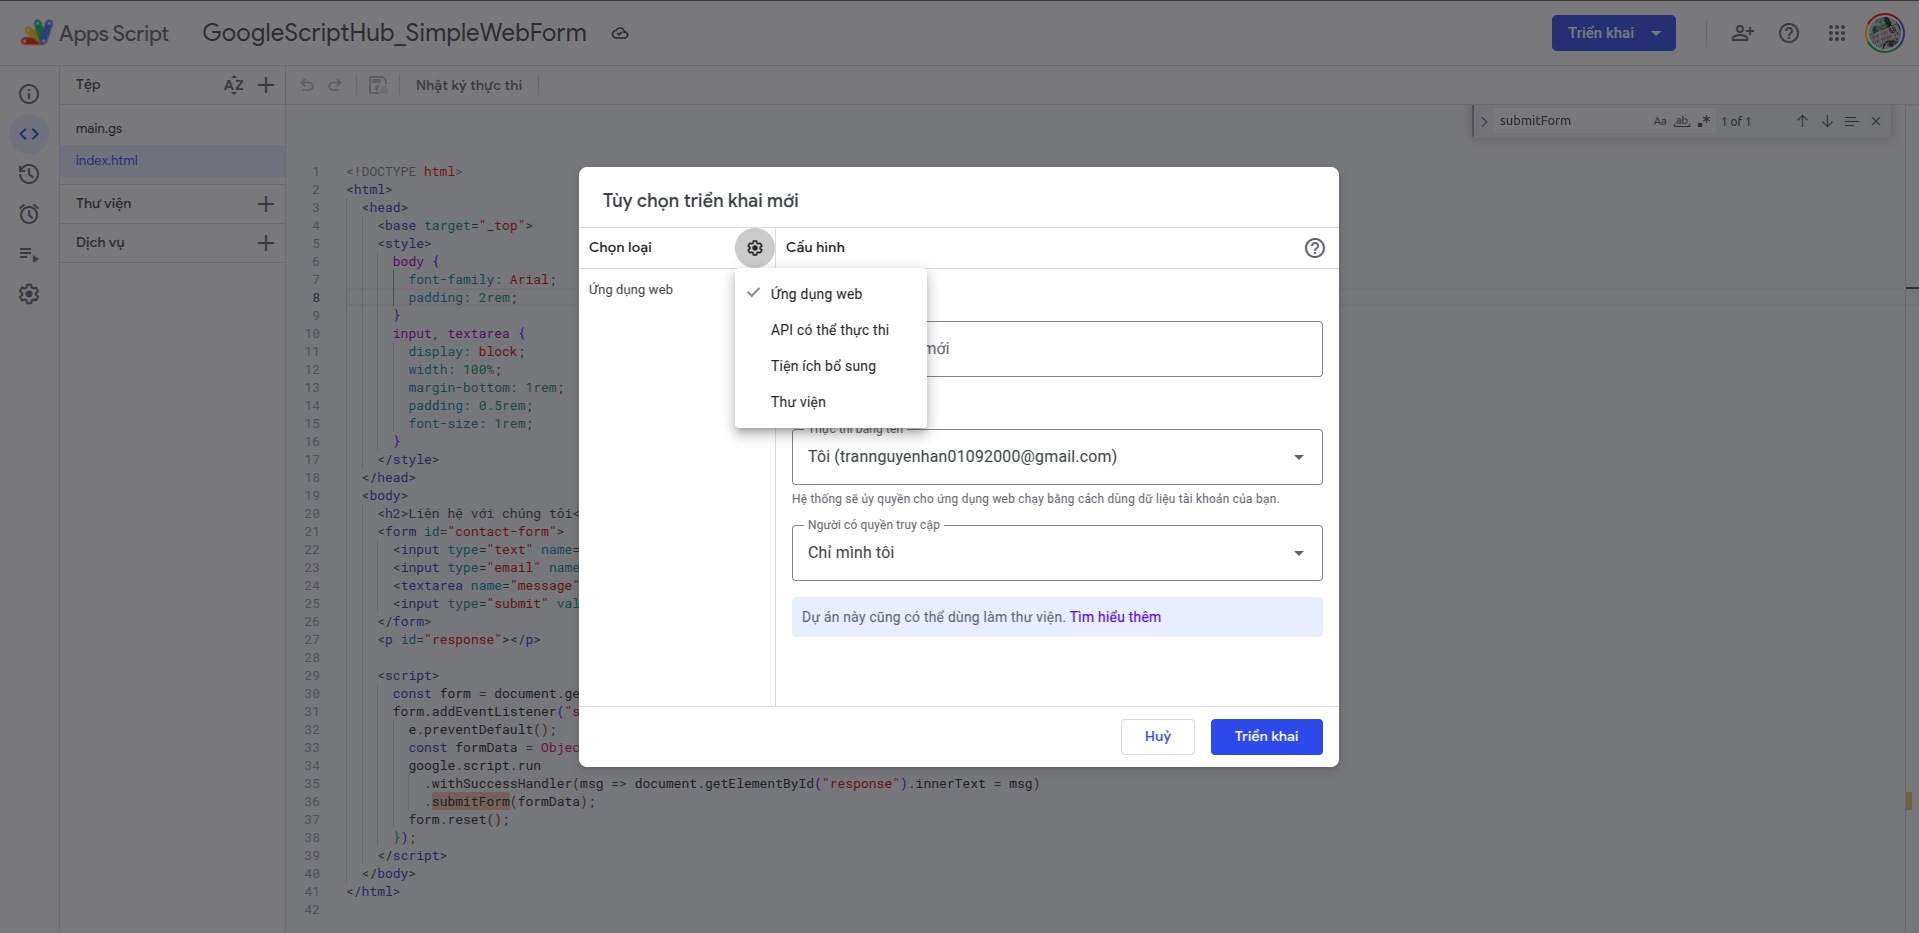 Apps Script
GoogleScriptHub_SimpleWebForm
Triển khai
Tệp
AZ
Nhật ký thực thi
main.gs
index.html
Thư viện
Dịch vụ
submitForm
Aa
ab
.*
1 of 1
1 <!DOCTYPE html>
2 <html>
3 <head>
4 <base target="_top">
5 <style>
6 body {
7 font-family: Arial;
8 padding: 2rem;
9 }
10 input, textarea {
11 display: block;
12 width: 100%;
13 margin-bottom: 1rem;
14 padding: 0.5rem;
15 font-size: 1rem;
16 }
17 </style>
18 </head>
19 <body>
20 <h2>Liên hệ với chúng tôi<
21 <form id="contact-form">
22 <input type="text" name=
23 <input type="email" name
24 <textarea name="message"
25 <input type="submit" val
26 </form>
27 <p id="response"></p>
28
29 <script>
30 const form = document.ge
31 form.addEventListener("s
32 e.preventDefault();
33 const formData = Objec
34 google.script.run
35 .withSuccessHandler(msg => document.getElementById("response").innerText = msg)
36 .submitForm(formData);
37 form.reset();
38 });
39 </script>
40 </body>
41 </html>
42
Tùy chọn triển khai mới
Chọn loại
Cấu hình
Ứng dụng web
Ứng dụng web
API có thể thực thi
Tiện ích bổ sung
Thư viện
mới
Thực thi bằng tên
Tôi (trannguyenhan01092000@gmail.com)
Hệ thống sẽ ủy quyền cho ứng dụng web chạy bằng cách dùng dữ liệu tài khoản của bạn.
Người có quyền truy cập
Chỉ mình tôi
Dự án này cũng có thể dùng làm thư viện. Tìm hiểu thêm
Huỷ
Triển khai